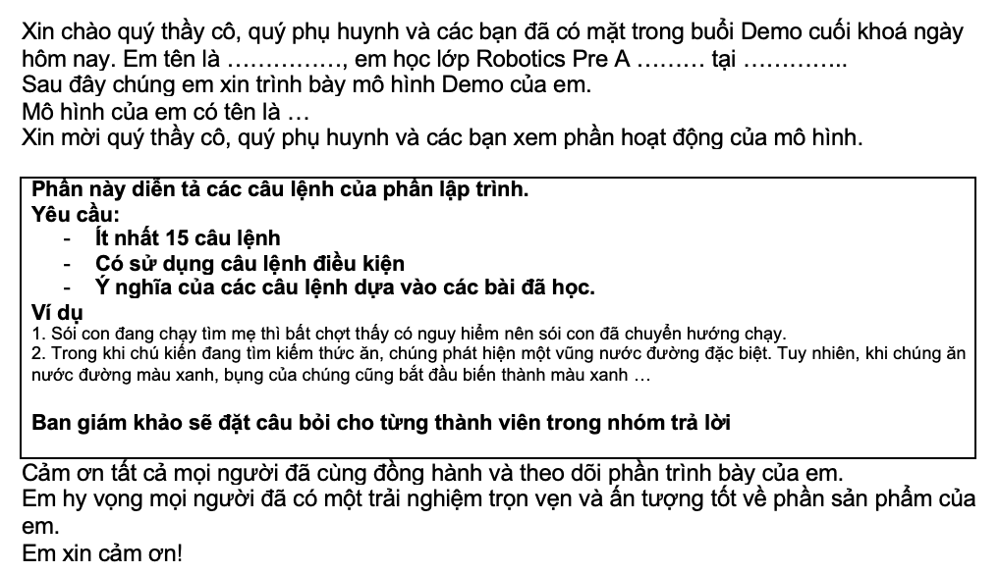 Xin chào quý thầy cô, quý phụ huynh và các bạn đã có mặt trong buổi Demo cuối khoá ngày
hôm nay. Em tên là ……………, em học lớp Robotics Pre A ……… tại …………..
Sau đây chúng em xin trình bày mô hình Demo của em.
Mô hình của em có tên là …
Xin mời quý thầy cô, quý phụ huynh và các bạn xem phần hoạt động của mô hình.
Phần này diễn tả các câu lệnh của phần lập trình.
Yêu cầu:
- Ít nhất 15 câu lệnh
- Có sử dụng câu lệnh điều kiện
- Ý nghĩa của các câu lệnh dựa vào các bài đã học.
Ví dụ
1. Sói con đang chạy tìm mẹ thì bất chợt thấy có nguy hiểm nên sói con đã chuyển hướng chạy.
2. Trong khi chú kiến đang tìm kiếm thức ăn, chúng phát hiện một vũng nước đường đặc biệt. Tuy nhiên, khi chúng ăn
nước đường màu xanh, bụng của chúng cũng bắt đầu biến thành màu xanh …
Ban giám khảo sẽ đặt câu bỏi cho từng thành viên trong nhóm trả lời
Cảm ơn tất cả mọi người đã cùng đồng hành và theo dõi phần trình bày của em.
Em hy vọng mọi người đã có một trải nghiệm trọn vẹn và ấn tượng tốt về phần sản phẩm của
em.
Em xin cảm ơn!